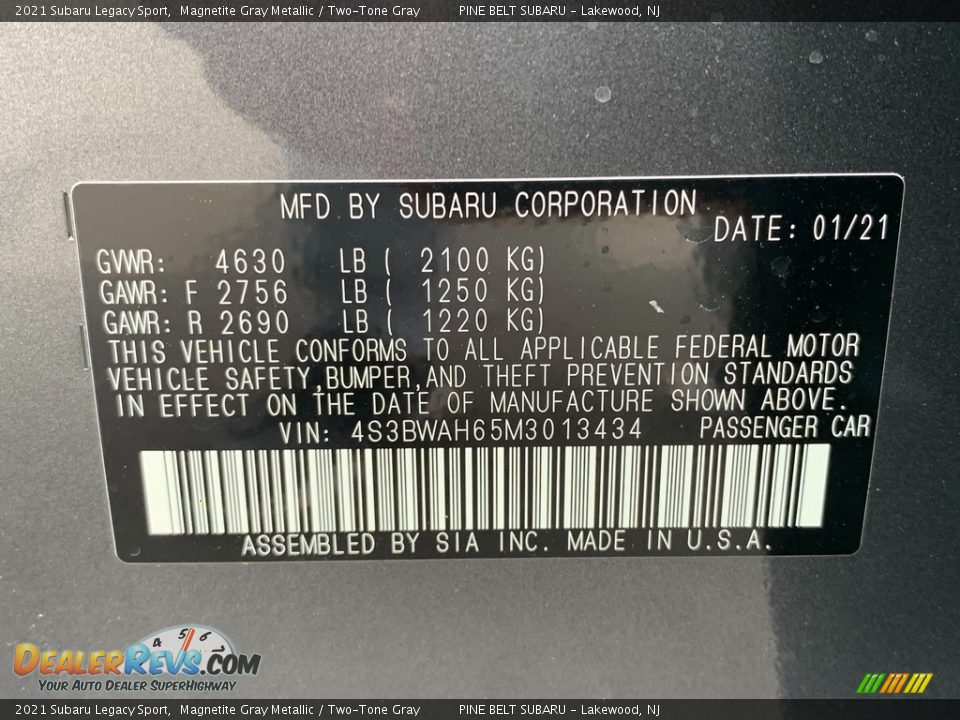 2021 Subaru Legacy Sport, Magnetite Gray Metallic / Two-Tone Gray PINE BELT SUBARU - Lakewood, NJ
MFD BY SUBARU CORPORATION
DATE: 01/21
GVWR: 4630 LB ( 2100 KG)
GAWR: F 2756 LB ( 1250 KG)
GAWR: R 2690 LB ( 1220 KG)
THIS VEHICLE CONFORMS TO ALL APPLICABLE FEDERAL MOTOR
VEHICLE SAFETY,BUMPER,AND THEFT PREVENTION STANDARDS
IN EFFECT ON THE DATE OF MANUFACTURE SHOWN ABOVE.
VIN: 4S3BWAH65M3013434 PASSENGER CAR
ASSEMBLED BY SIA INC. MADE IN U.S.A.
4 5 6 7
DEALERREVS.COM
YOUR AUTO DEALER SUPERHIGHWAY
2021 Subaru Legacy Sport, Magnetite Gray Metallic / Two-Tone Gray PINE BELT SUBARU - Lakewood, NJ